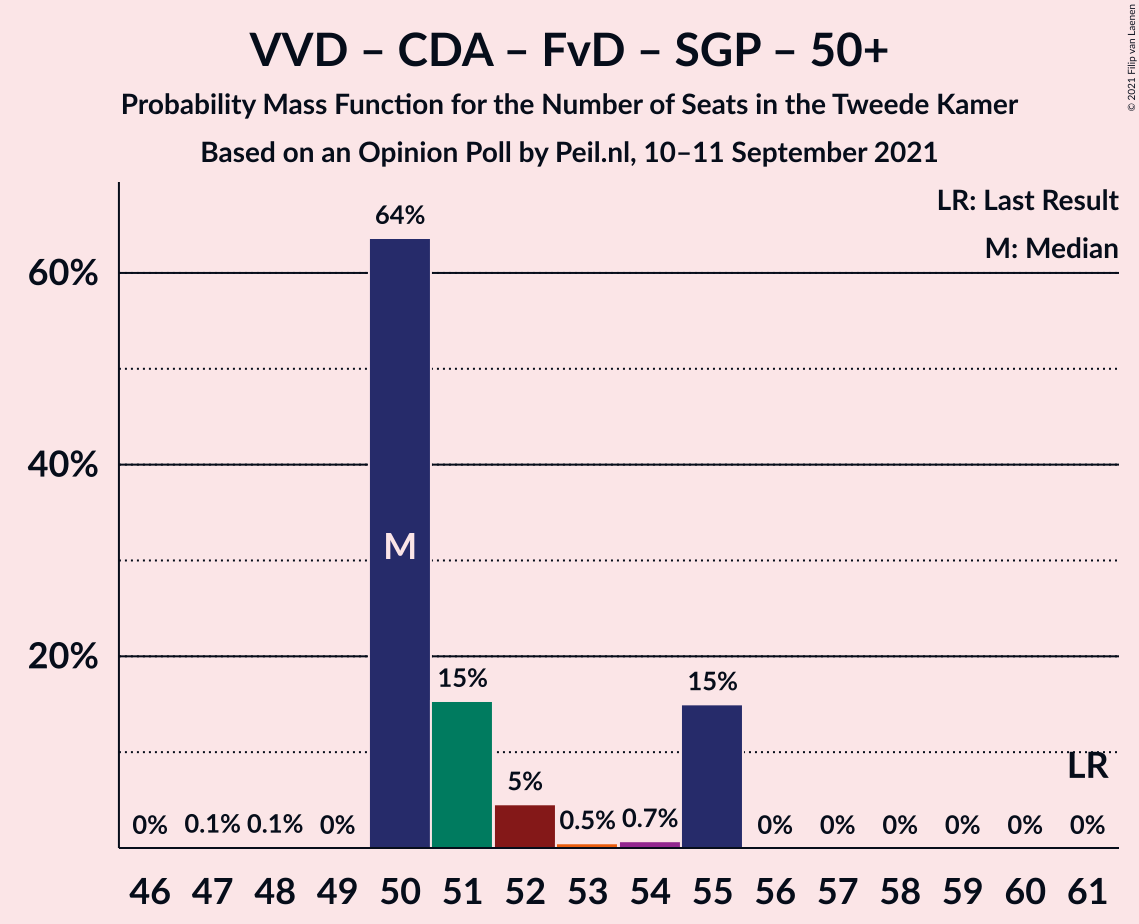 VVD – CDA – FvD – SGP – 50+
Probability Mass Function for the Number of Seats in the Tweede Kamer
Based on an Opinion Poll by Peil.nl, 10–11 September 2021
© 2021 Filip van Laenen
LR: Last Result
M: Median
60%
40%
20%
64%
M
15%
5%
15%
LR
0% 0.1% 0.1% 0% 0.5% 0.7% 0% 0% 0% 0% 0% 0%
46 47 48 49 50 51 52 53 54 55 56 57 58 59 60 61